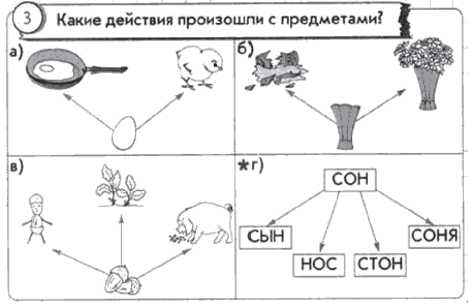 3 Какие действия произошли с предметами?
а)
б)
в)
*г)
СОН
СЫН
СОНЯ
НОС СТОН